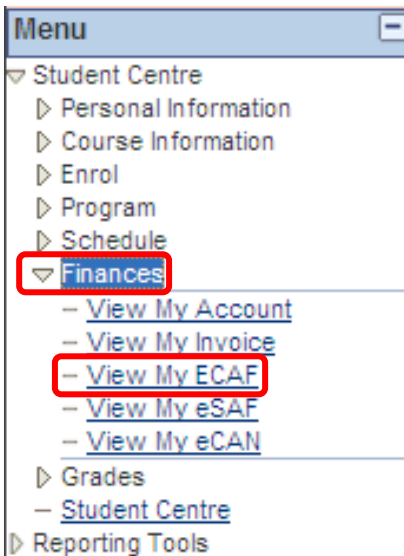 Menu
Student Centre
Personal Information
Course Information
Enrol
Program
Schedule
Finances
View My Account
View My Invoice
View My ECAF
View My eSAF
View My eCAN
Grades
Student Centre
Reporting Tools